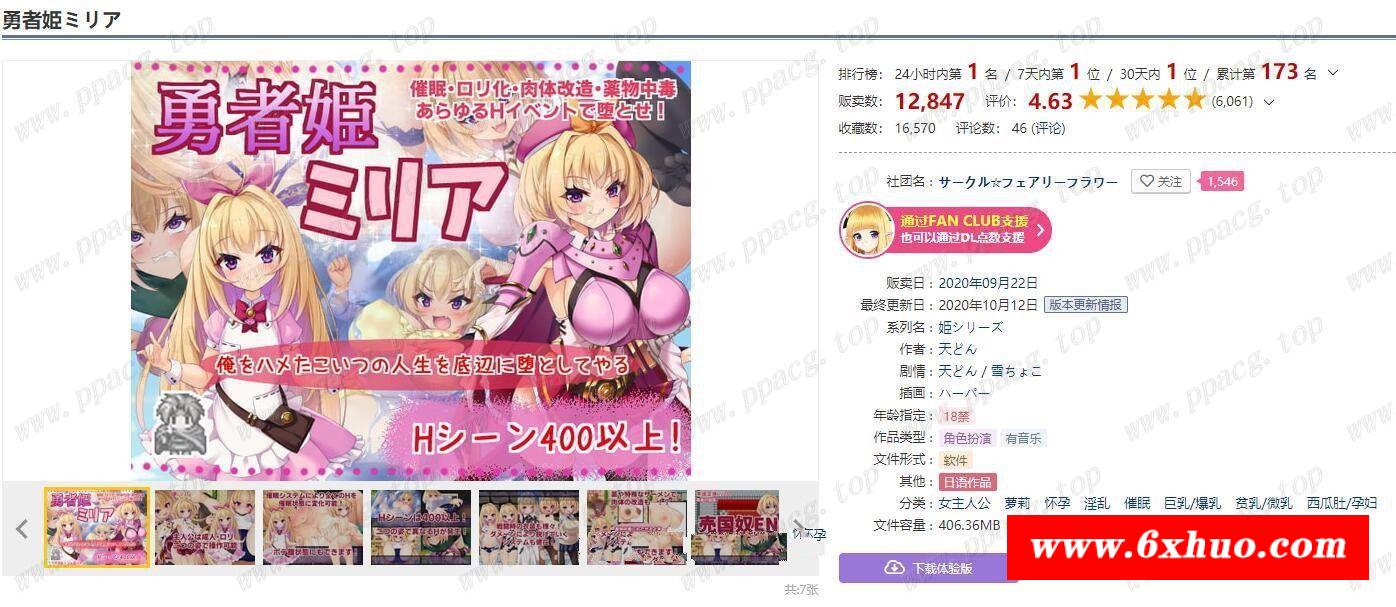 勇者姫ミリア
催眠・ロリ化・肉体改造・薬物中毒
あらゆるHイベントで堕とせ！
勇者姫
ミリア
俺をハメたこいつの人生を底辺に堕としてやる
Hシーン400以上！
共:7张
排行榜： 24小时内第 1 名 / 7天内第 1 位 / 30天内 1 位 / 累计第 173 名
贩卖数： 12,847 评价： 4.63 (6,061)
收藏数： 16,570 评论数： 46 (评论)
社团名： サークル☆フェアリーフラワー 关注 1,546
通过FAN CLUB支援
也可以通过DL点数支援
贩卖日： 2020年09月22日
最终更新日： 2020年10月12日 版本更新情报
系列名： 姫シリーズ
作者： 天どん
剧情： 天どん / 雪ちょこ
插画： ハーパー
年龄指定： 18禁
作品类型： 角色扮演 有音乐
文件形式： 软件
其他： 日语作品
分类： 女主人公 萝莉 怀孕 淫乱 催眠 巨乳/爆乳 贫乳/微乳 西瓜肚/孕妇
文件容量： 406.36MB
下载体验版
www.6xhuo.com
www.ppacg.top